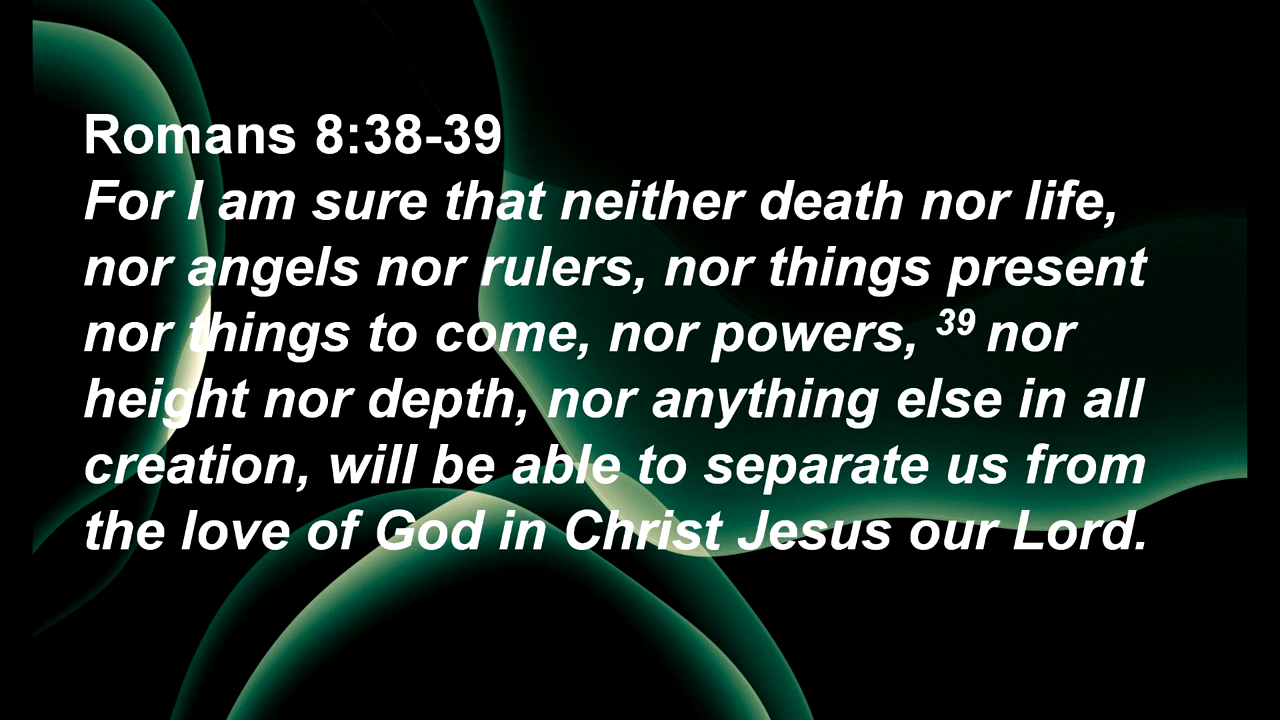 Romans 8:38-39
For I am sure that neither death nor life,
nor angels nor rulers, nor things present
nor things to come, nor powers, 39 nor
height nor depth, nor anything else in all
creation, will be able to separate us from
the love of God in Christ Jesus our Lord.